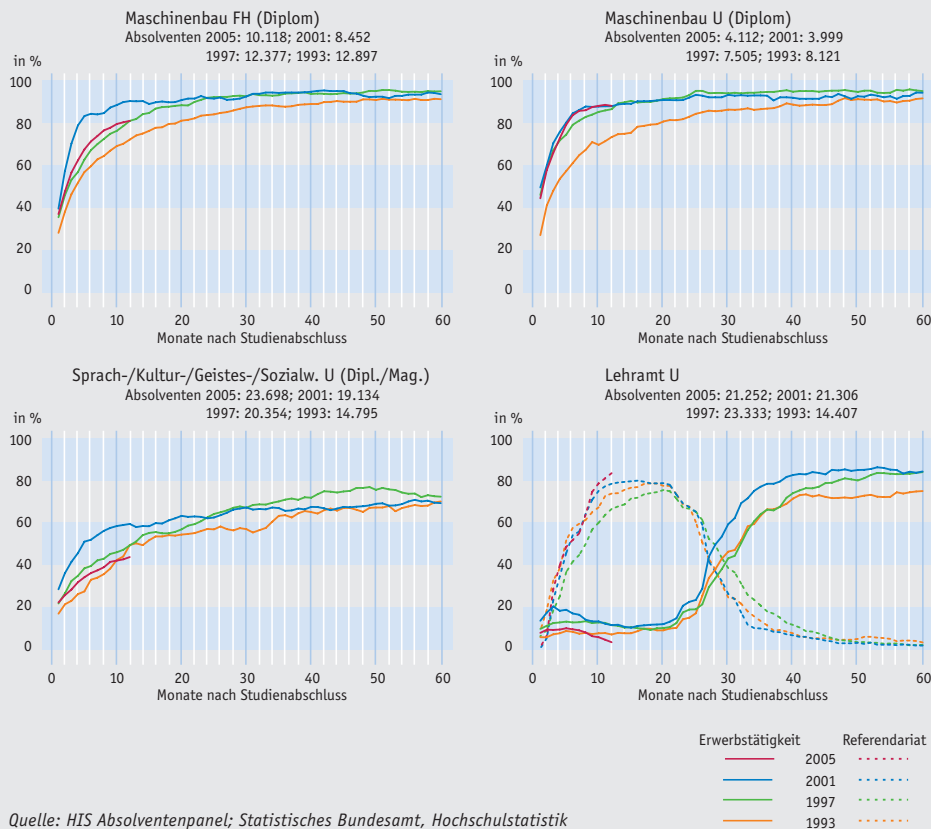 Maschinenbau FH (Diplom)
Absolventen 2005: 10.118; 2001: 8.452
1997: 12.377; 1993: 12.897
in %
100
80
60
40
20
0
0 10 20 30 40 50 60
Monate nach Studienabschluss
Maschinenbau U (Diplom)
Absolventen 2005: 4.112; 2001: 3.999
1997: 7.505; 1993: 8.121
in %
100
80
60
40
20
0
0 10 20 30 40 50 60
Monate nach Studienabschluss
Sprach-/Kultur-/Geistes-/Sozialw. U (Dipl./Mag.)
Absolventen 2005: 23.698; 2001: 19.134
1997: 20.354; 1993: 14.795
in %
100
80
60
40
20
0
0 10 20 30 40 50 60
Monate nach Studienabschluss
Lehramt U
Absolventen 2005: 21.252; 2001: 21.306
1997: 23.333; 1993: 14.407
in %
100
80
60
40
20
0
0 10 20 30 40 50 60
Monate nach Studienabschluss
Erwerbstätigkeit Referendariat
2005
2001
1997
1993
Quelle: HIS Absolventenpanel; Statistisches Bundesamt, Hochschulstatistik